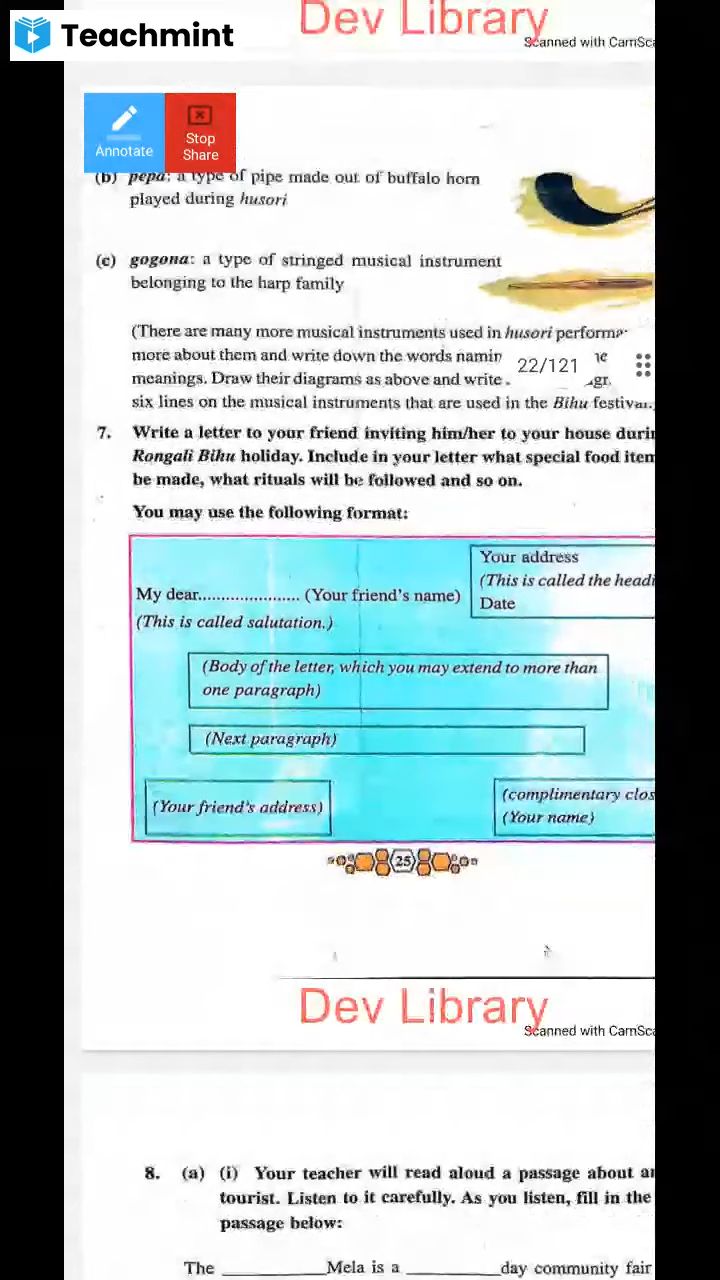 Dev Library
Teachmint
Scanned with CamSca
Annotate
Stop
Share
(b) pepa: a type of pipe made out of buffalo horn
played during husori
(c) gogona: a type of stringed musical instrument
belonging to the harp family
(There are many more musical instruments used in husori performa
more about them and write down the words namin
22/121
meanings. Draw their diagrams as above and write
six lines on the musical instruments that are used in the Bihu festival.
7. Write a letter to your friend inviting him/her to your house durin
Rongali Bihu holiday. Include in your letter what special food item
be made, what rituals will be followed and so on.
You may use the following format:
Your address
(This is called the headi
Date
My dear...................... (Your friend's name)
(This is called salutation.)
(Body of the letter, which you may extend to more than
one paragraph)
(Next paragraph)
(Your friend's address)
(complimentary clos
(Your name)
25
Dev Library
Scanned with CamSca
8. (a) (i) Your teacher will read aloud a passage about an
tourist. Listen to it carefully. As you listen, fill in the
passage below:
The __________Mela is a __________day community fair